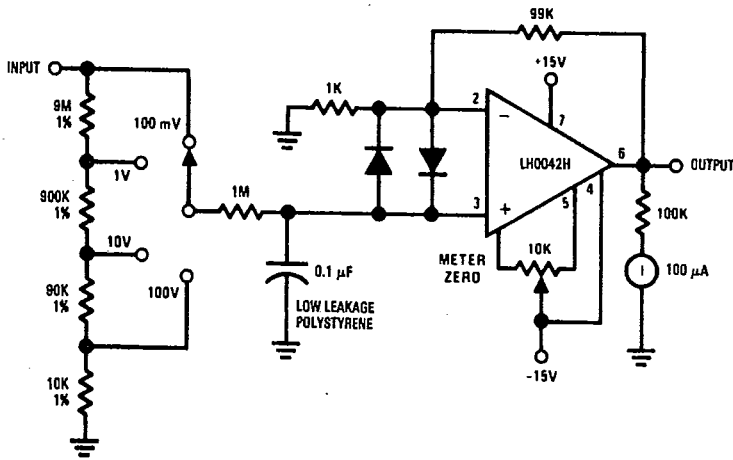 99K
INPUT
+15V
1K
2
9M
1%
100 mV
−
7
1V
LH0042H
6
OUTPUT
900K
1%
1M
3
+
5
4
100K
10V
METER
ZERO
10K
I
100 μA
90K
1%
100V
0.1 μF
LOW LEAKAGE
POLYSTYRENE
-15V
10K
1%